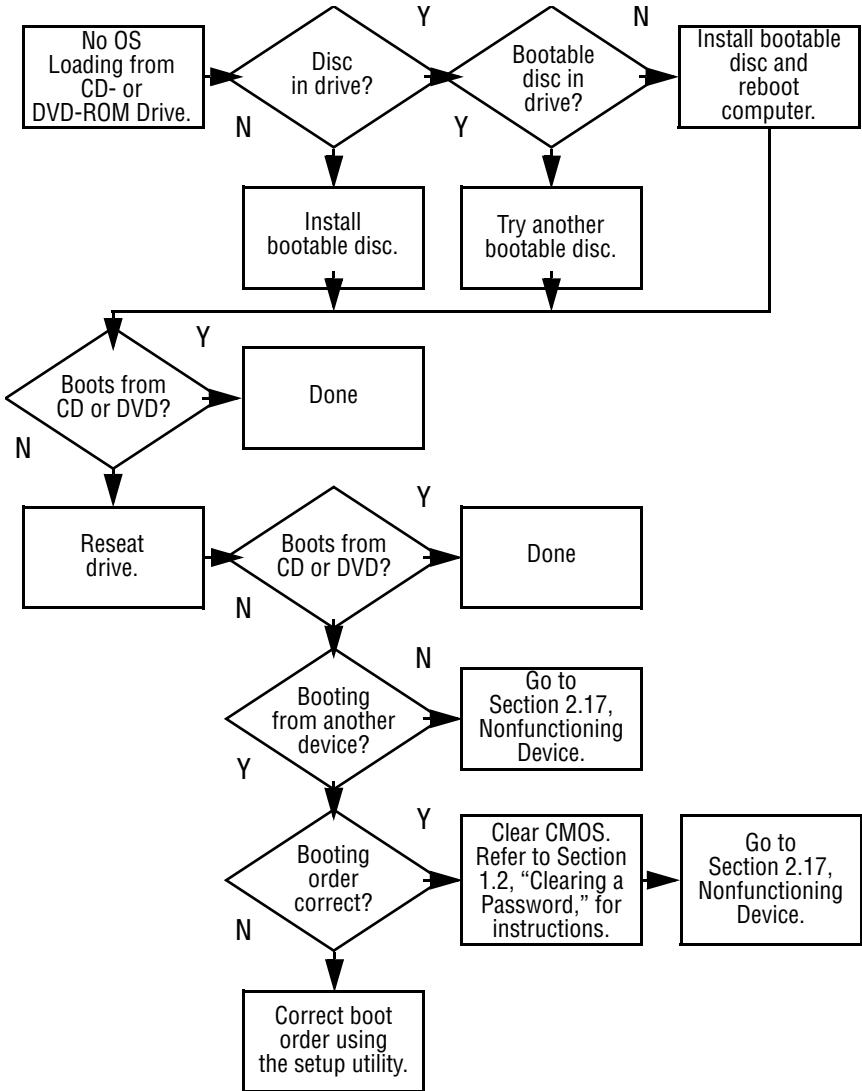 No OS
Loading from
CD- or
DVD-ROM Drive.
Disc
in drive?
Y
N
Bootable
disc in
drive?
N
Y
Install bootable
disc and
reboot
computer.
Install
bootable disc.
Try another
bootable disc.
Boots from
CD or DVD?
Y
N
Done
Reseat
drive.
Boots from
CD or DVD?
Y
N
Done
Booting
from another
device?
N
Y
Go to
Section 2.17,
Nonfunctioning
Device.
Booting
order
correct?
Y
N
Clear CMOS.
Refer to Section
1.2, “Clearing a
Password,” for
instructions.
Go to
Section 2.17,
Nonfunctioning
Device.
Correct boot
order using
the setup utility.